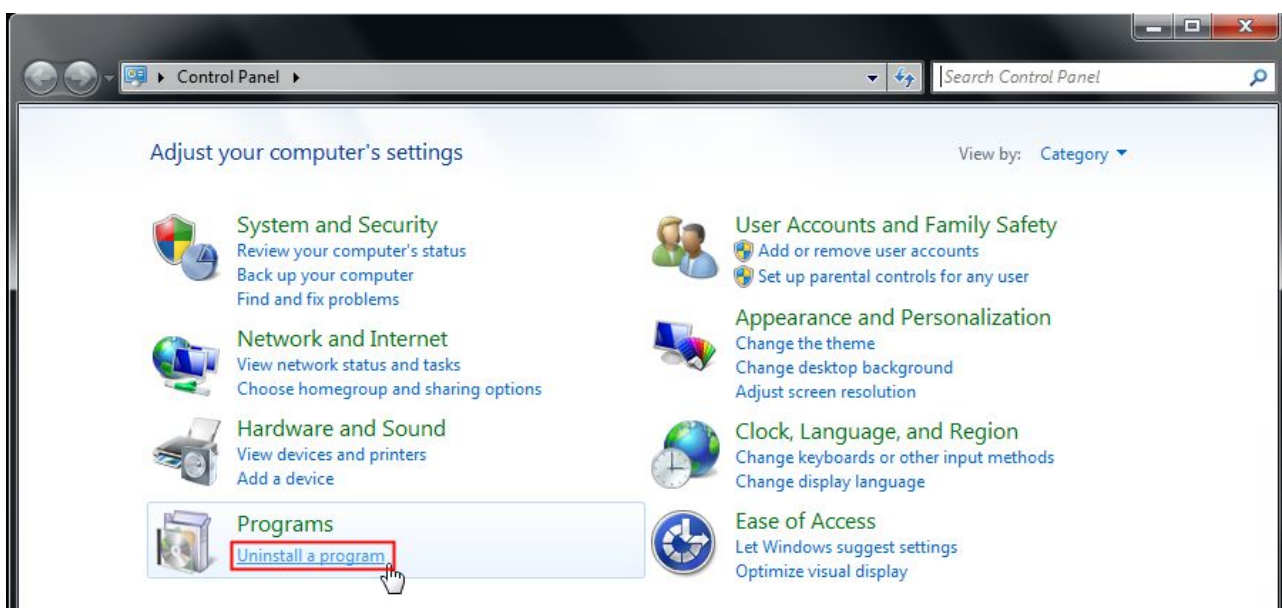 Control Panel
Search Control Panel
Adjust your computer's settings
View by: Category
System and Security
Review your computer's status
Back up your computer
Find and fix problems
Network and Internet
View network status and tasks
Choose homegroup and sharing options
Hardware and Sound
View devices and printers
Add a device
Programs
Uninstall a program
User Accounts and Family Safety
Add or remove user accounts
Set up parental controls for any user
Appearance and Personalization
Change the theme
Change desktop background
Adjust screen resolution
Clock, Language, and Region
Change keyboards or other input methods
Change display language
Ease of Access
Let Windows suggest settings
Optimize visual display